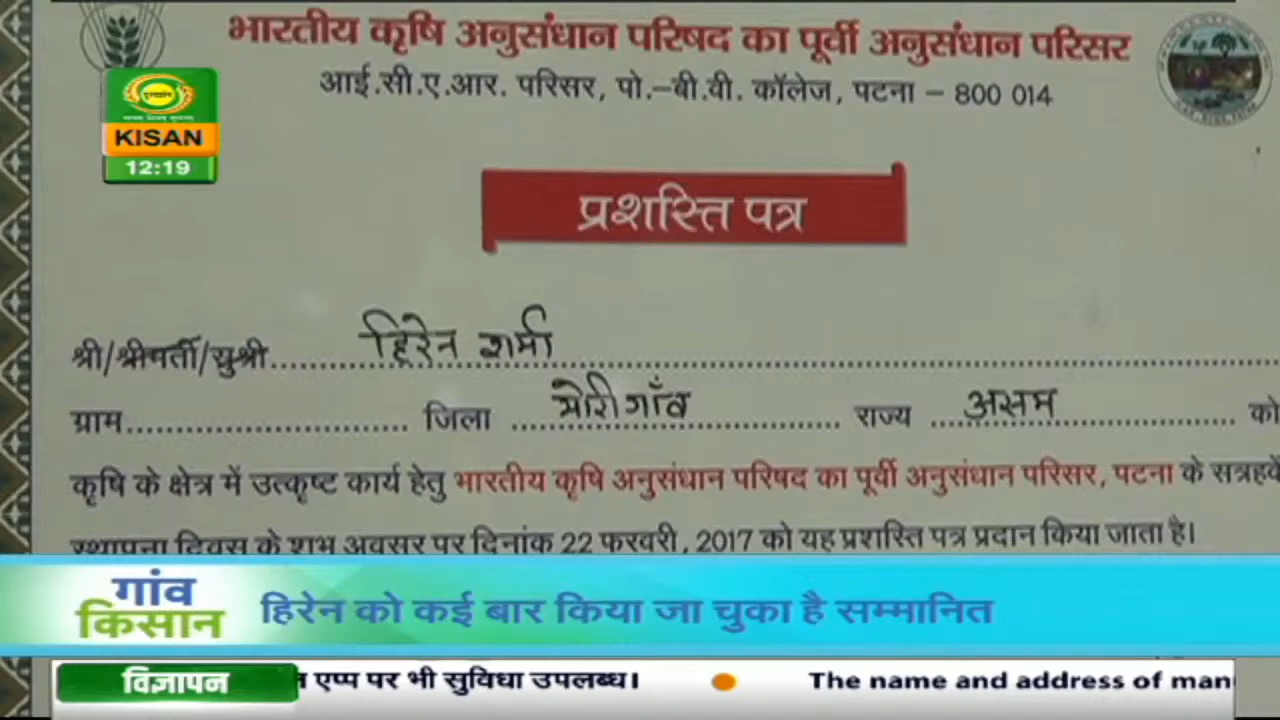 भारतीय कृषि अनुसंधान परिषद का पूर्वी अनुसंधान परिसर
आई.सी.ए.आर. परिसर, पो.–बी.वी. कॉलेज, पटना – 800 014
KISAN
12:19
प्रशस्ति पत्र
श्री/श्रीमती/सुश्री हिरेन शर्मा
ग्राम जिला मोरीगाँव राज्य असम को
कृषि के क्षेत्र में उत्कृष्ट कार्य हेतु भारतीय कृषि अनुसंधान परिषद का पूर्वी अनुसंधान परिसर, पटना के सत्रहवें
स्थापना दिवस के शुभ अवसर पर दिनांक 22 फरवरी, 2017 को यह प्रशस्ति पत्र प्रदान किया जाता है।
गांव किसान
हिरेन को कई बार किया जा चुका है सम्मानित
विज्ञापन
एप्प पर भी सुविधा उपलब्ध। The name and address of